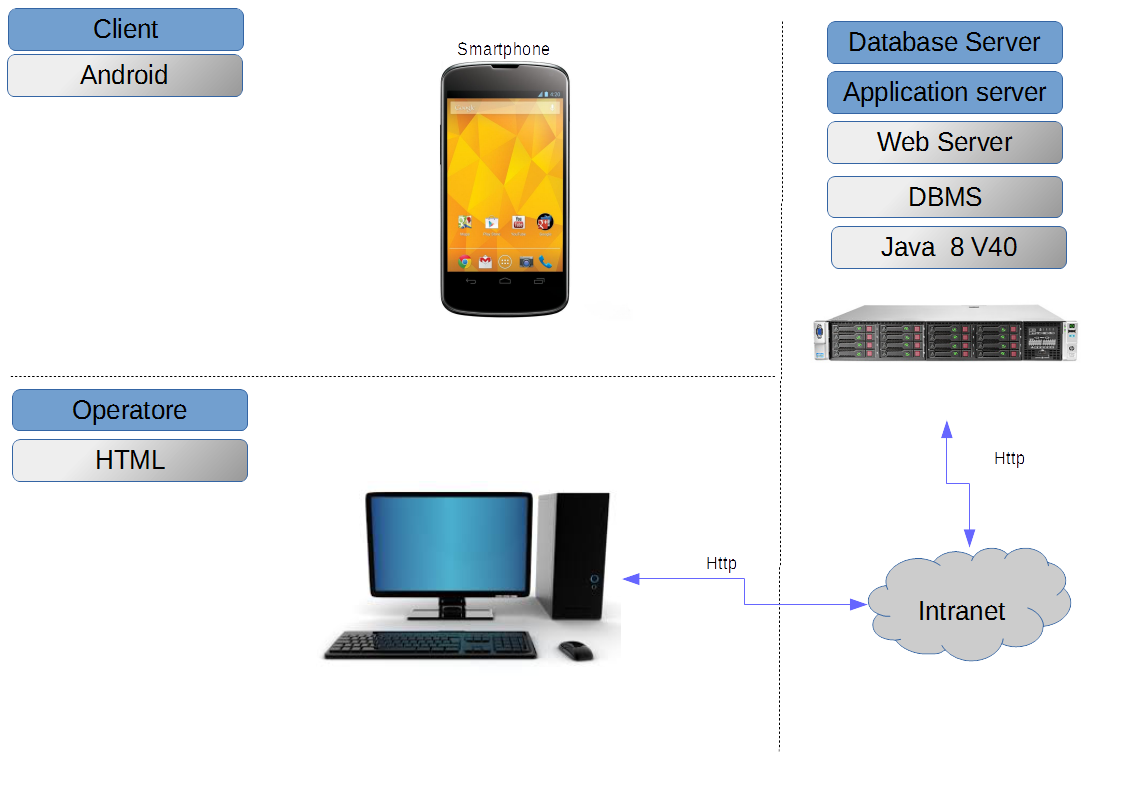 Client
Android
Smartphone
Database Server
Application server
Web Server
DBMS
Java 8 V40
Operatore
HTML
Http
Http
Intranet